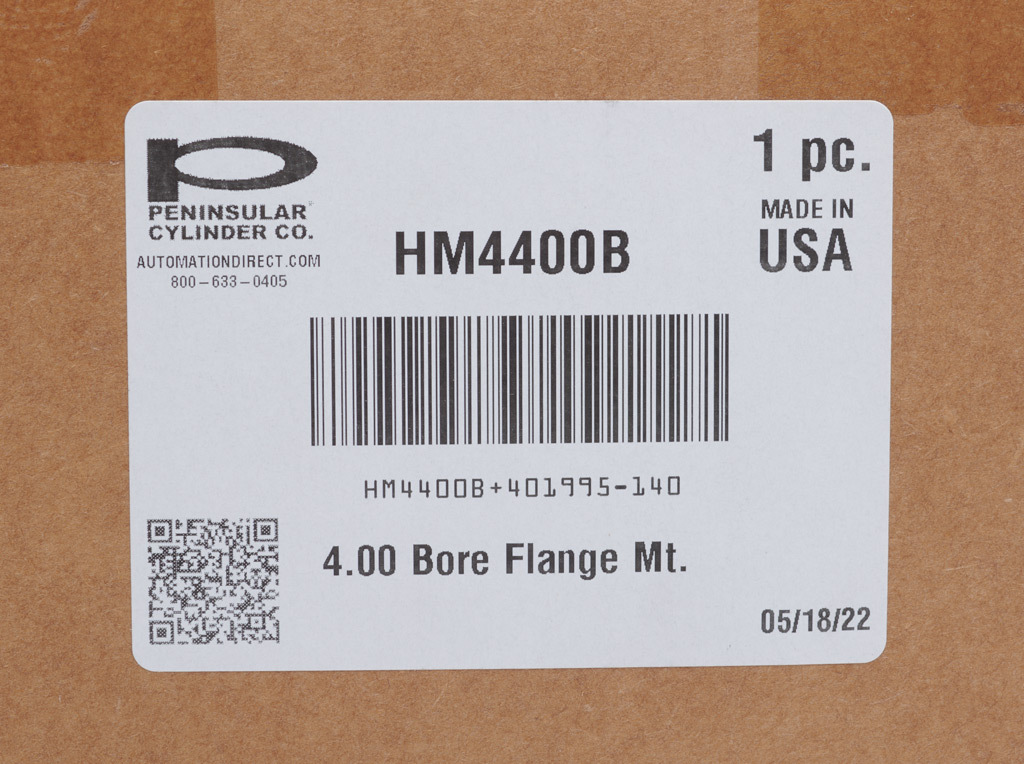 PENINSULAR®
CYLINDER CO.
AUTOMATIONDIRECT.COM
800-633-0405
1 pc.
MADE IN
USA
HM4400B
HM4400B+401995-140
4.00 Bore Flange Mt.
05/18/22